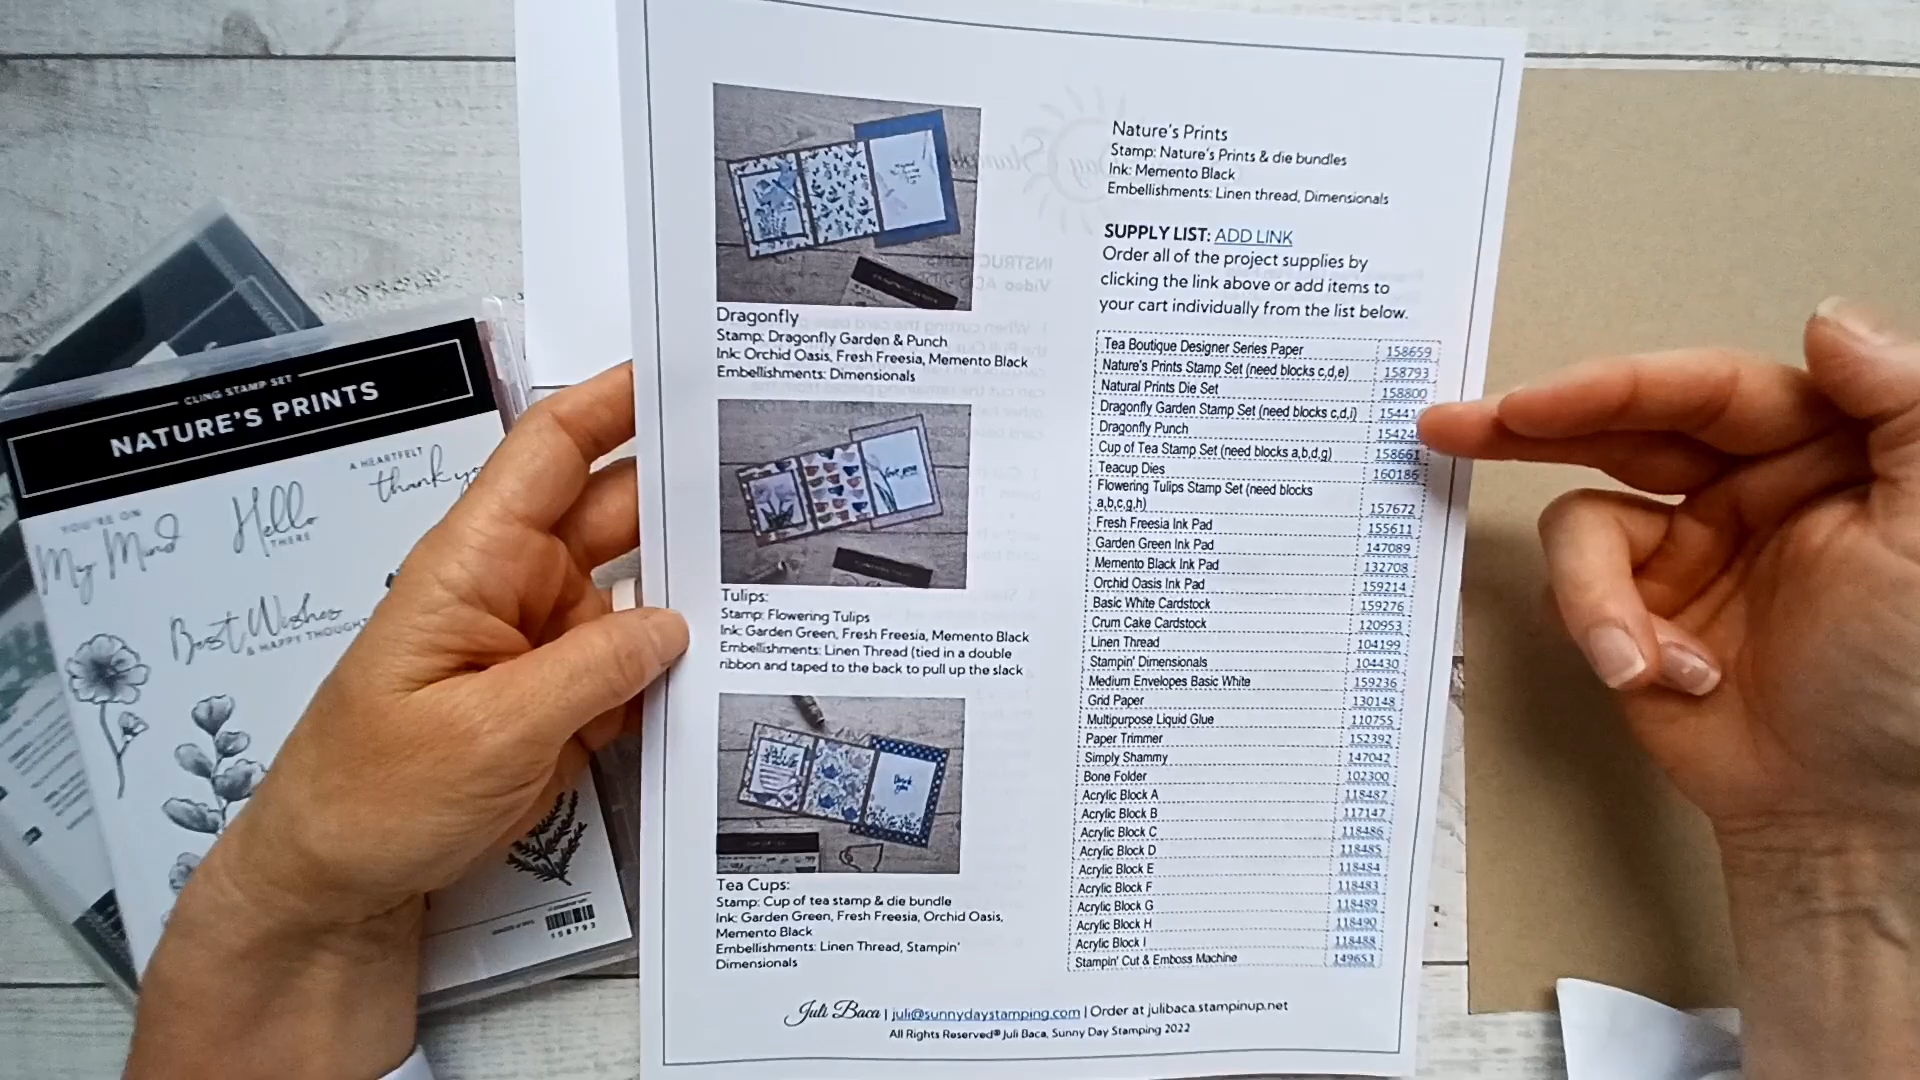 CLING STAMP SET
NATURE'S PRINTS
A HEARTFELT
thank you
YOU'RE ON
My Mind
Hello
THERE
Best Wishes
& HAPPY THOUGHT
158793
Dragonfly
Stamp: Dragonfly Garden & Punch
Ink: Orchid Oasis, Fresh Freesia, Memento Black
Embellishments: Dimensionals
love you
Tulips:
Stamp: Flowering Tulips
Ink: Garden Green, Fresh Freesia, Memento Black
Embellishments: Linen Thread (tied in a double
ribbon and taped to the back to pull up the slack
Tea Cups:
Stamp: Cup of tea stamp & die bundle
Ink: Garden Green, Fresh Freesia, Orchid Oasis,
Memento Black
Embellishments: Linen Thread, Stampin'
Dimensionals
Nature's Prints
Stamp: Nature's Prints & die bundles
Ink: Memento Black
Embellishments: Linen thread, Dimensionals
SUPPLY LIST: ADD LINK
Order all of the project supplies by
clicking the link above or add items to
your cart individually from the list below.
Tea Boutique Designer Series Paper 158659
Nature's Prints Stamp Set (need blocks c,d,e) 158793
Natural Prints Die Set 158800
Dragonfly Garden Stamp Set (need blocks c,d,i) 15441
Dragonfly Punch 15424
Cup of Tea Stamp Set (need blocks a,b,d,g) 158661
Teacup Dies 160186
Flowering Tulips Stamp Set (need blocks
a,b,c,g,h) 157672
Fresh Freesia Ink Pad 155611
Garden Green Ink Pad 147089
Memento Black Ink Pad 132708
Orchid Oasis Ink Pad 159214
Basic White Cardstock 159276
Crum Cake Cardstock 120953
Linen Thread 104199
Stampin' Dimensionals 104430
Medium Envelopes Basic White 159236
Grid Paper 130148
Multipurpose Liquid Glue 110755
Paper Trimmer 152392
Simply Shammy 147042
Bone Folder 102300
Acrylic Block A 118487
Acrylic Block B 117147
Acrylic Block C 118486
Acrylic Block D 118485
Acrylic Block E 118484
Acrylic Block F 118483
Acrylic Block G 118489
Acrylic Block H 118490
Acrylic Block I 118488
Stampin' Cut & Emboss Machine 149653
Juli Baca | juli@sunnydaystamping.com | Order at julibaca.stampinup.net
All Rights Reserved® Juli Baca, Sunny Day Stamping 2022